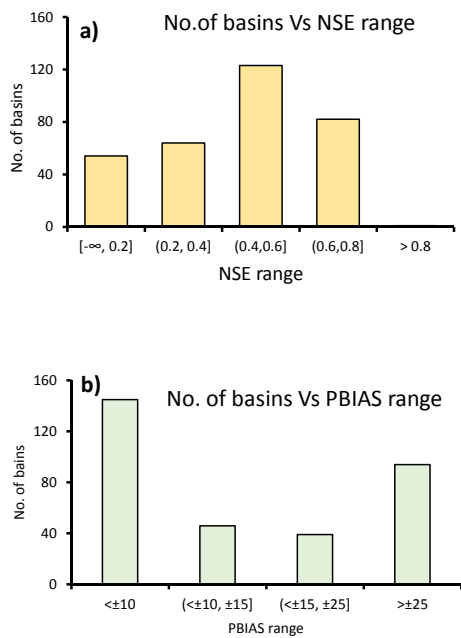 a)
No.of basins Vs NSE range
No. of basins
160
120
80
40
0
[-∞, 0.2]
(0.2, 0.4]
(0.4,0.6]
(0.6,0.8]
> 0.8
NSE range
b)
No. of basins Vs PBIAS range
No. of bains
160
120
80
40
0
<±10
(<±10, ±15]
(<±15, ±25]
>±25
PBIAS range